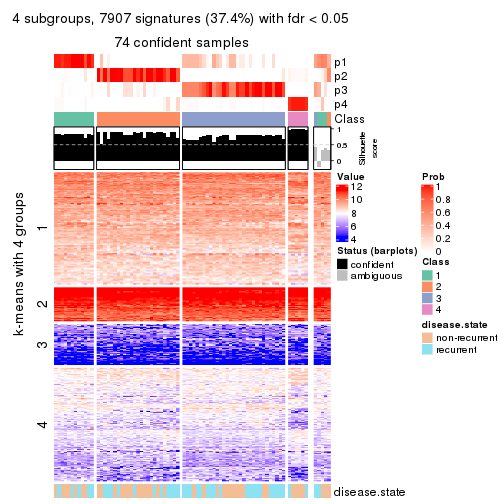 4 subgroups, 7907 signatures (37.4%) with fdr < 0.05
74 confident samples
p1
p2
p3
p4
Class
1
0.5
0
Silhouette
score
k-means with 4 groups
1
2
3
4
disease.state
Value
12
10
8
6
4
Status (barplots)
confident
ambiguous
Prob
1
0.8
0.6
0.4
0.2
0
Class
1
2
3
4
disease.state
non-recurrent
recurrent